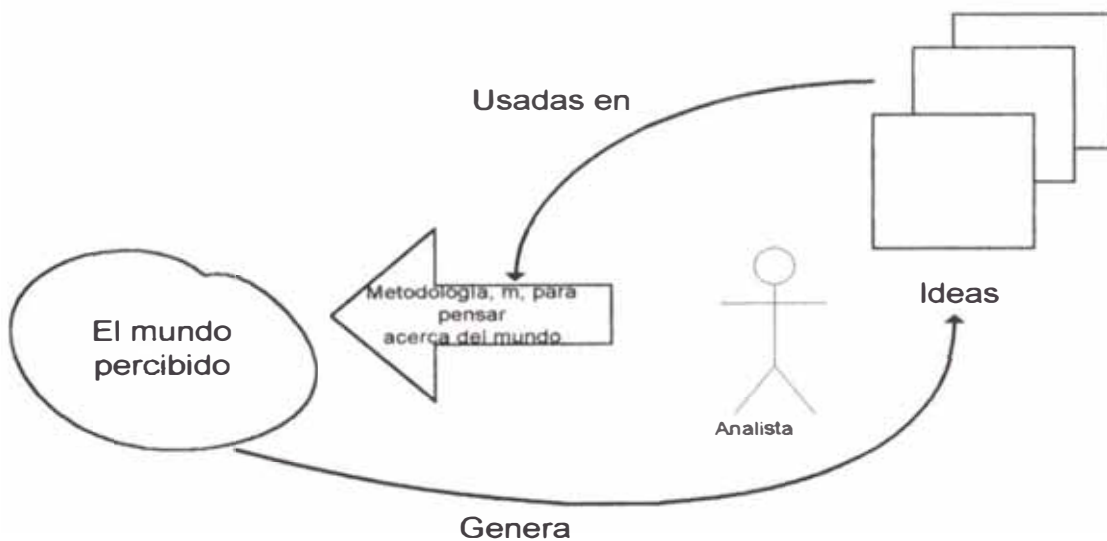 Usadas en
Ideas
Metodología, m, para
pensar
acerca del mundo
El mundo
percibido
Analista
Genera